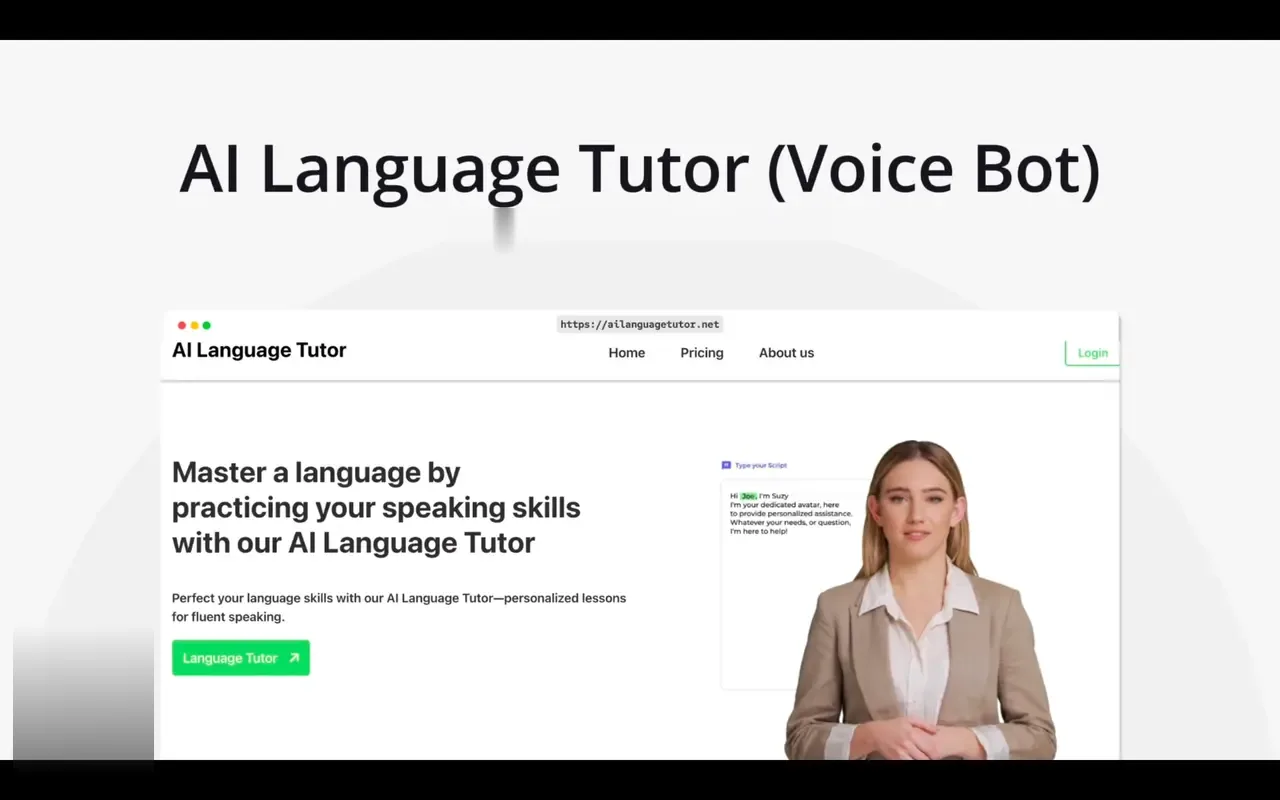 AI Language Tutor (Voice Bot)
https://ailanguagetutor.net
AI Language Tutor
Home
Pricing
About us
Login
Master a language by
practicing your speaking skills
with our AI Language Tutor
Perfect your language skills with our AI Language Tutor—personalized lessons
for fluent speaking.
Language Tutor
Type your Script
Hi Joe, I'm Suzy
I'm your dedicated avatar, here
to provide personalized assistance.
Whatever your needs, or question,
I'm here to help!